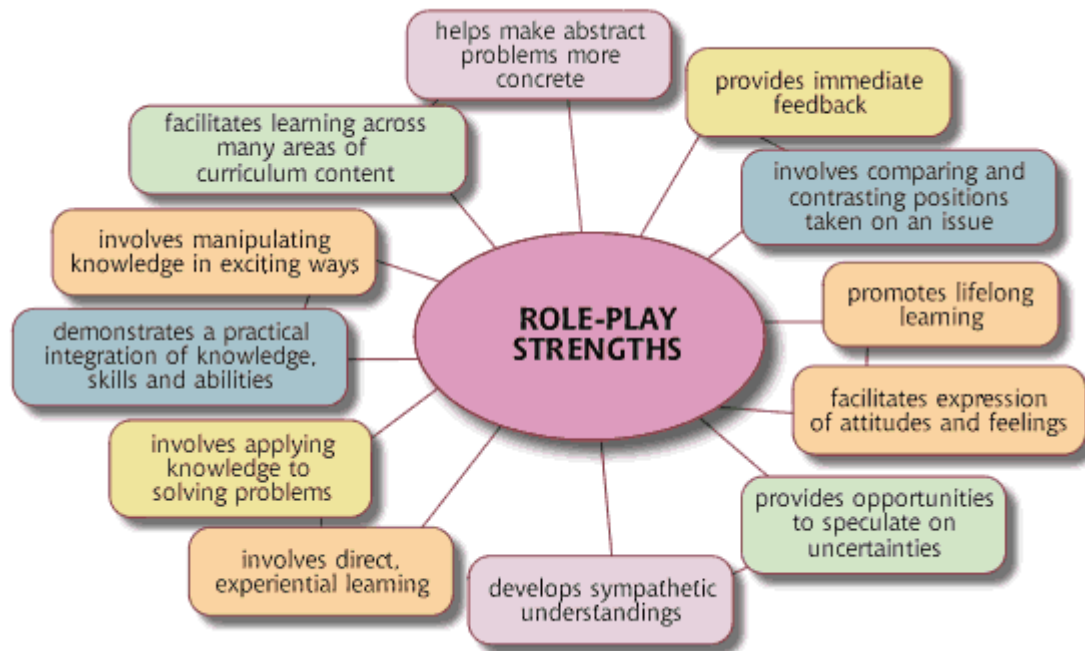 helps make abstract
problems more
concrete
provides immediate
feedback
involves comparing and
contrasting positions
taken on an issue
promotes lifelong
learning
facilitates expression
of attitudes and feelings
provides opportunities
to speculate on
uncertainties
develops sympathetic
understandings
involves direct,
experiential learning
involves applying
knowledge to
solving problems
demonstrates a practical
integration of knowledge,
skills and abilities
involves manipulating
knowledge in exciting ways
facilitates learning across
many areas of
curriculum content
ROLE-PLAY
STRENGTHS